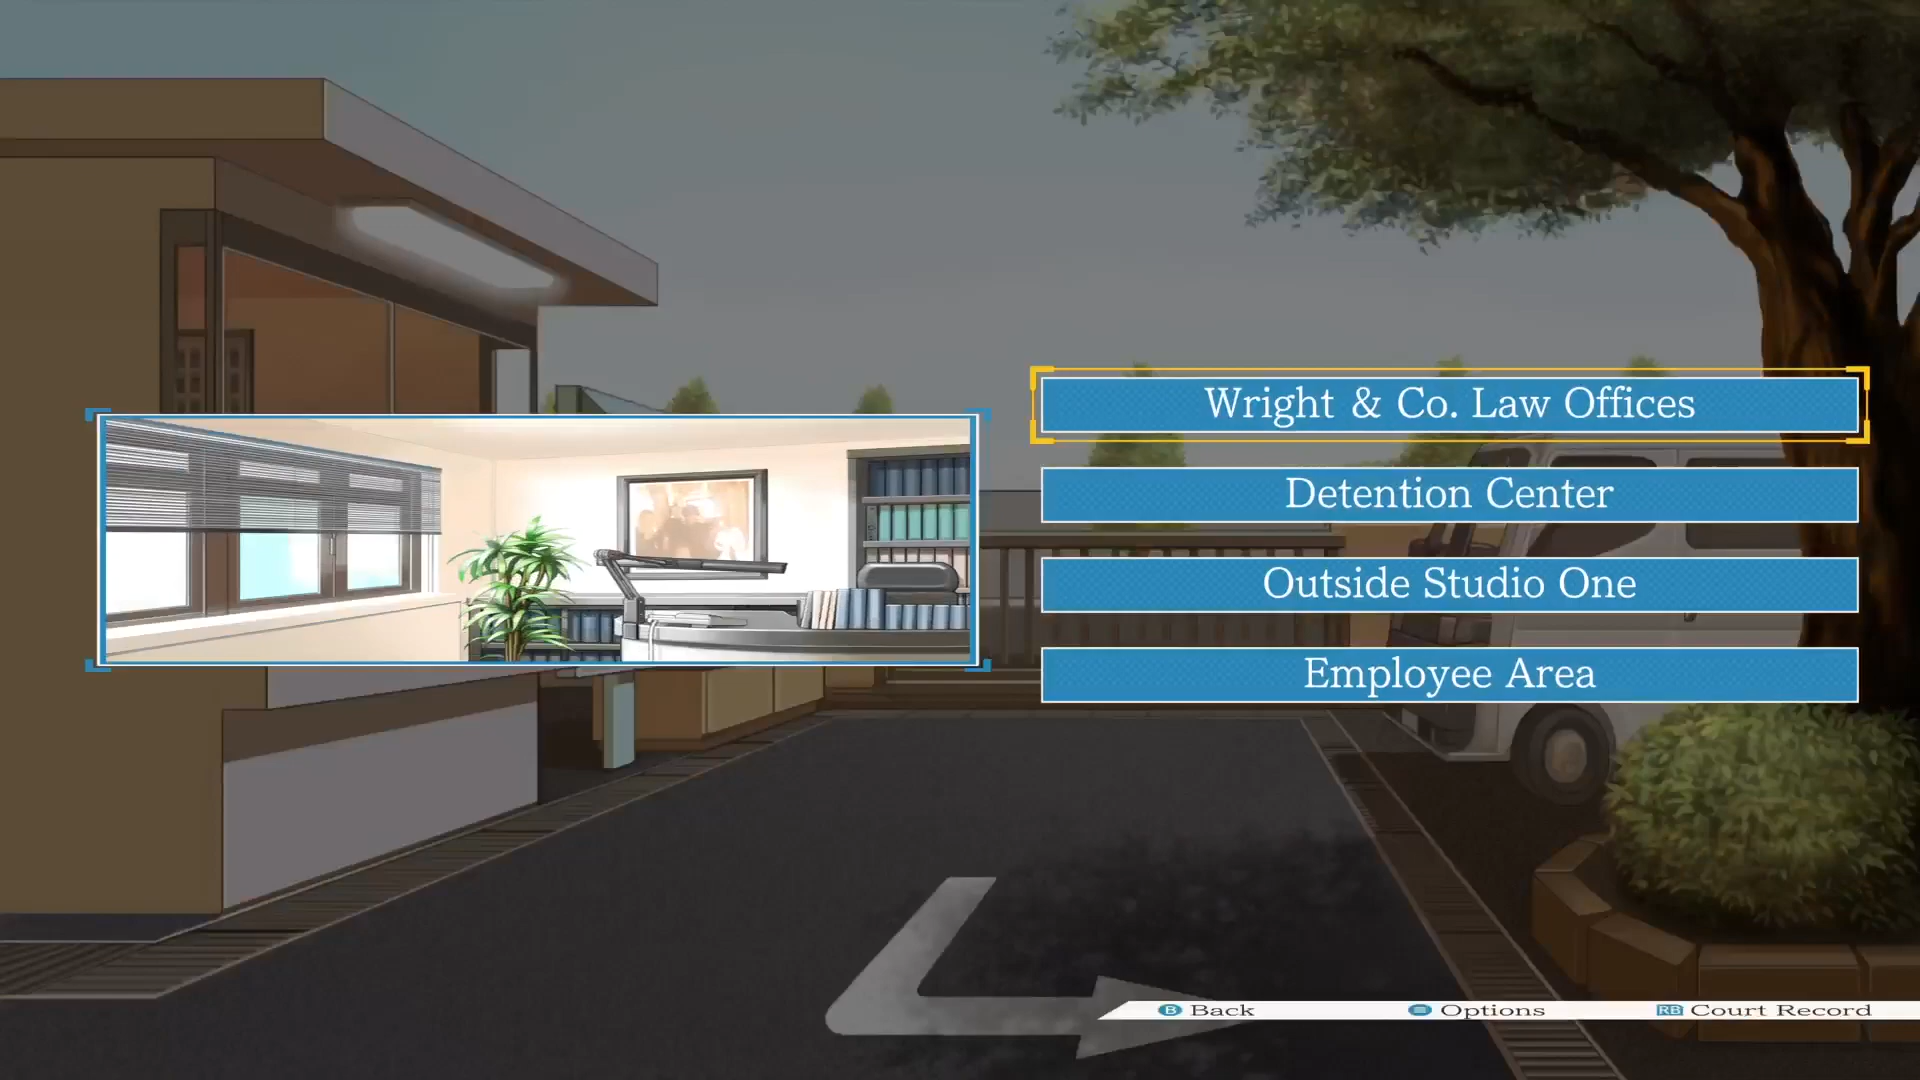 Wright & Co. Law Offices
Detention Center
Outside Studio One
Employee Area
B Back
Options
RB Court Record